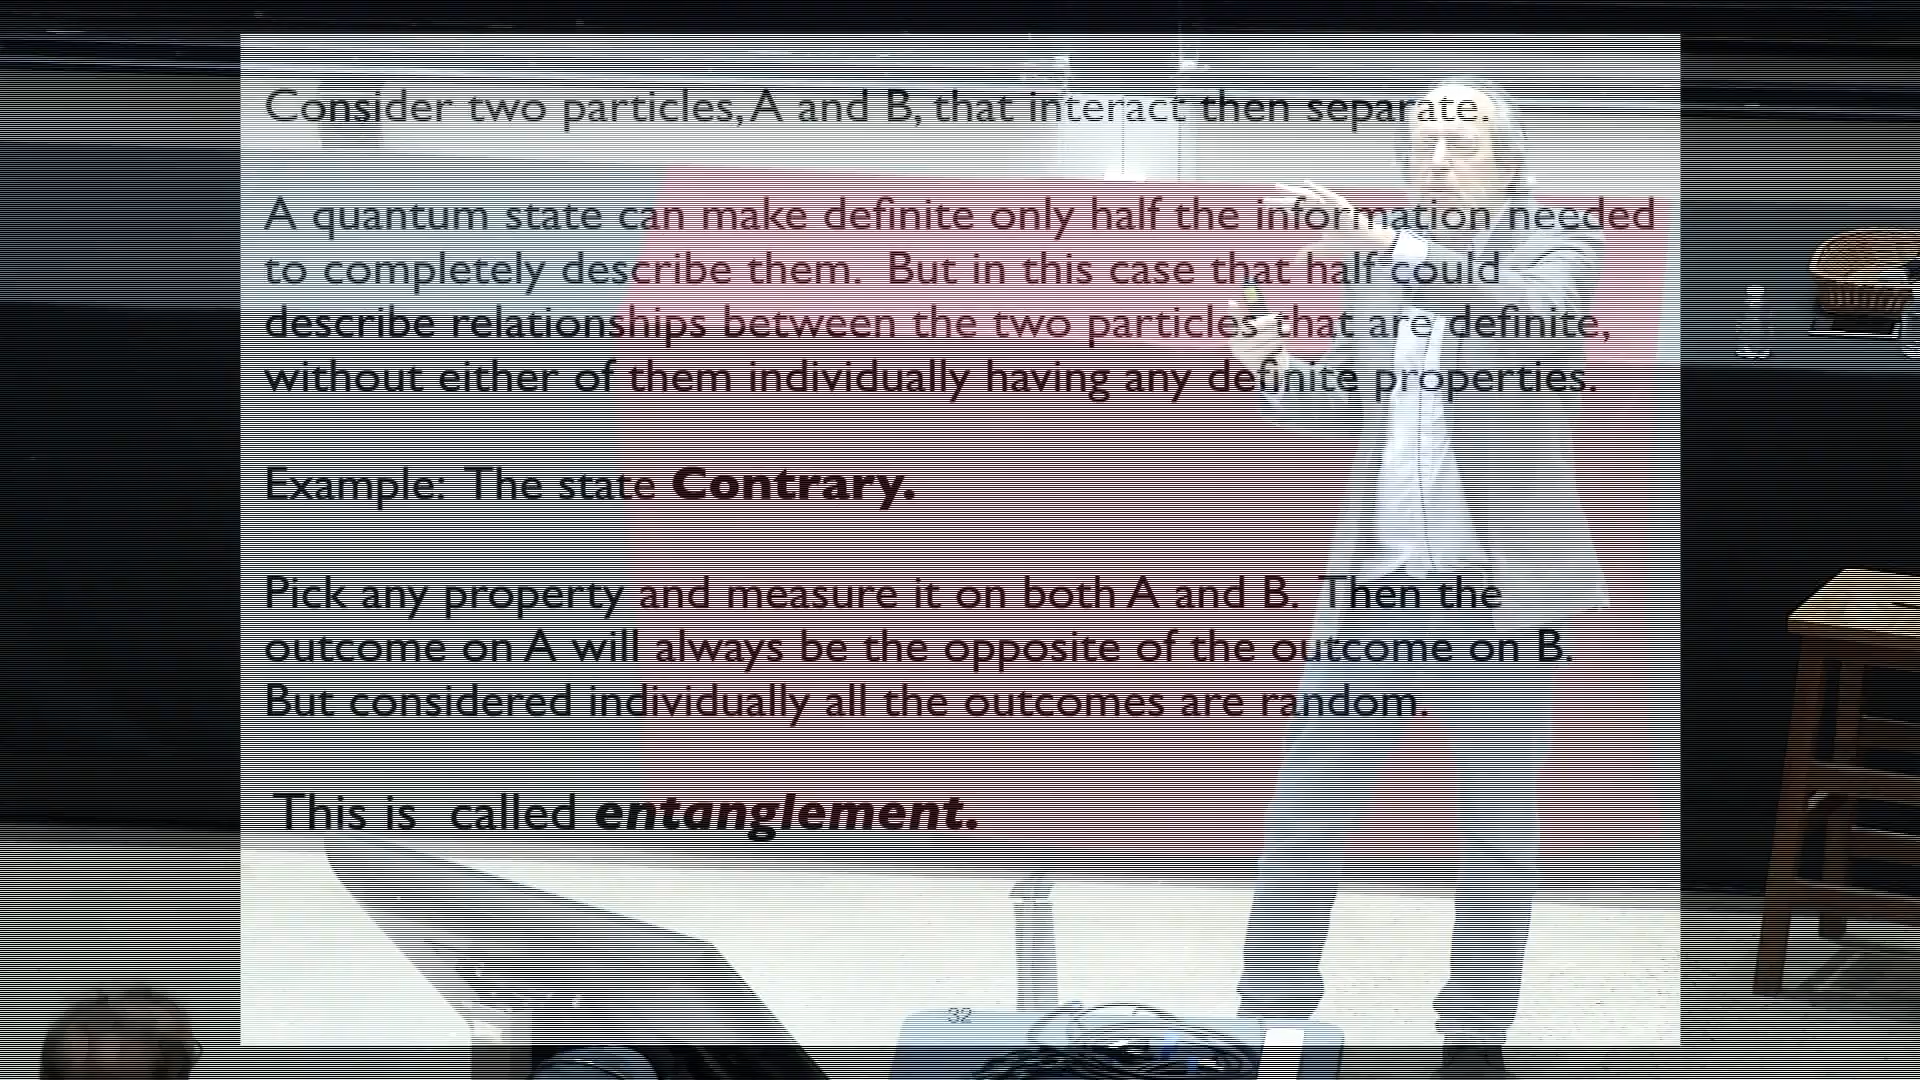 Consider two particles, A and B, that interact then separate.
A quantum state can make definite only half the information needed
to completely describe them. But in this case that half could
describe relationships between the two particles that are definite,
without either of them individually having any definite properties.
Example: The state Contrary.
Pick any property and measure it on both A and B. Then the
outcome on A will always be the opposite of the outcome on B.
But considered individually all the outcomes are random.
This is called entanglement.
32